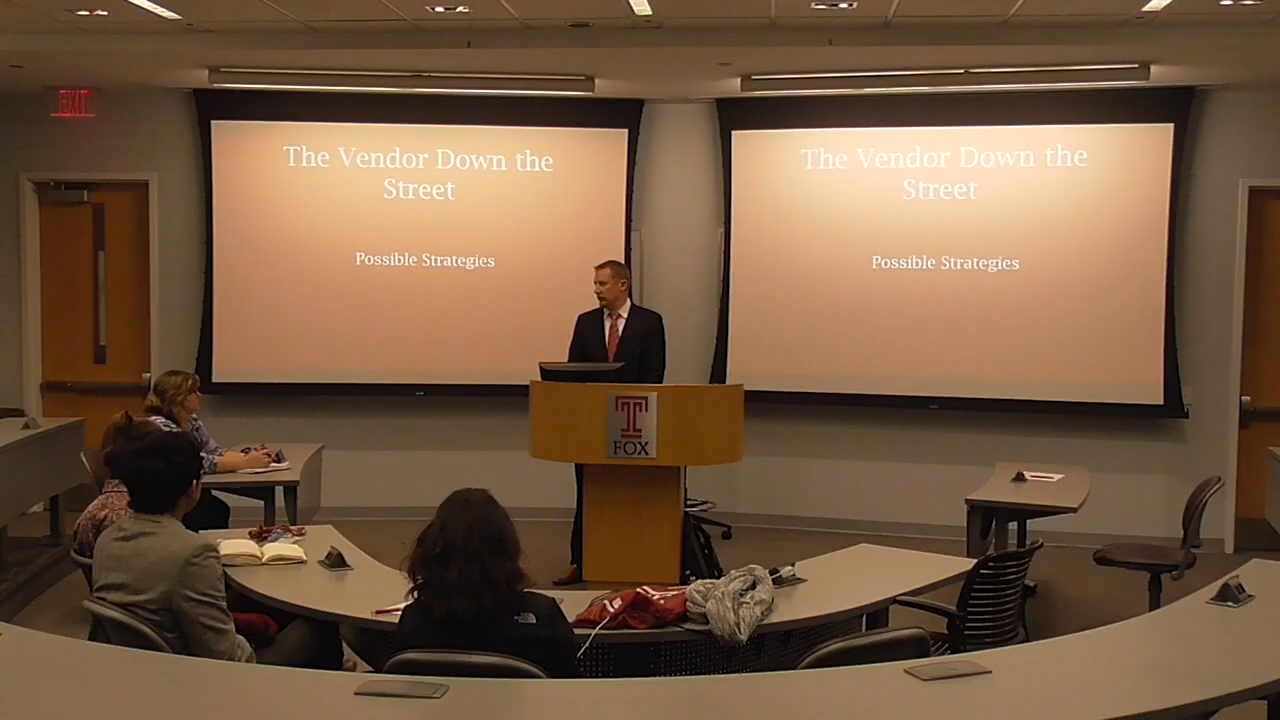 EXIT
The Vendor Down the
Street
Possible Strategies
The Vendor Down the
Street
Possible Strategies
T
FOX